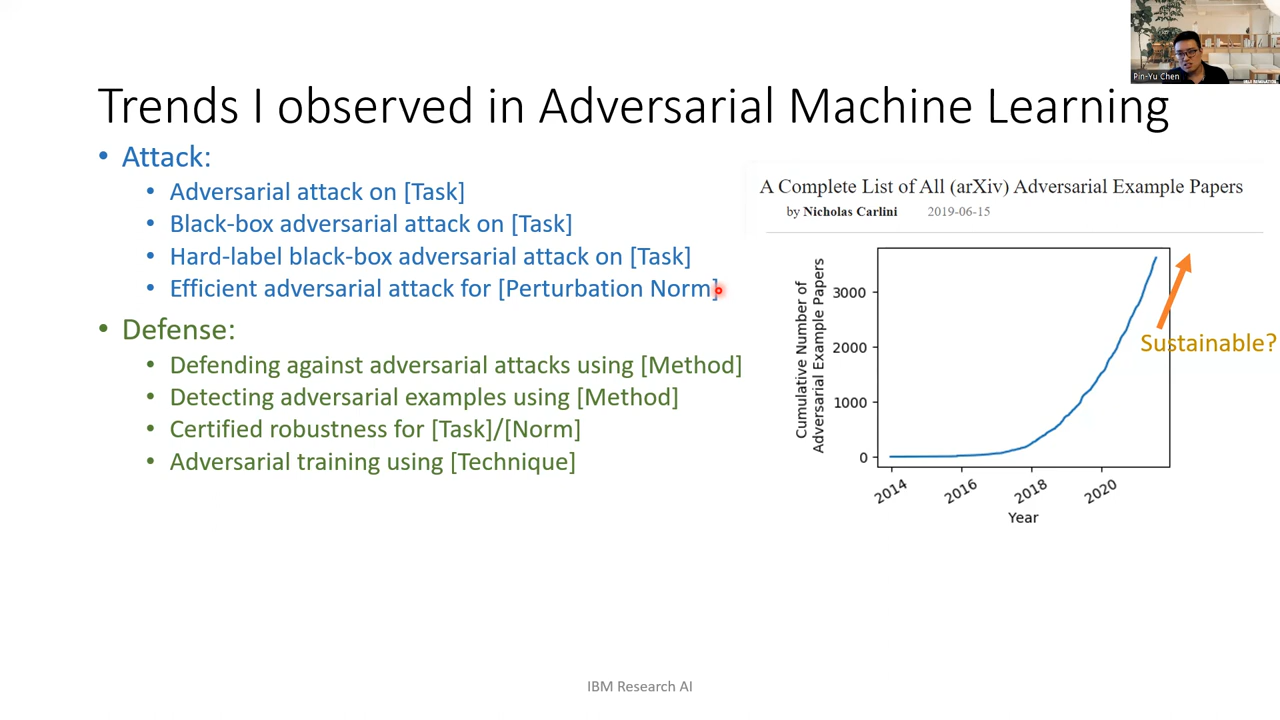 Pin-Yu Chen
Trends I observed in Adversarial Machine Learning
• Attack:
• Adversarial attack on [Task]
• Black-box adversarial attack on [Task]
• Hard-label black-box adversarial attack on [Task]
• Efficient adversarial attack for [Perturbation Norm]
• Defense:
• Defending against adversarial attacks using [Method]
• Detecting adversarial examples using [Method]
• Certified robustness for [Task]/[Norm]
• Adversarial training using [Technique]
A Complete List of All (arXiv) Adversarial Example Papers
by Nicholas Carlini 2019-06-15
Cumulative Number of
Adversarial Example Papers
3000
2000
1000
0
2014
2016
2018
2020
Year
Sustainable?
IBM Research AI